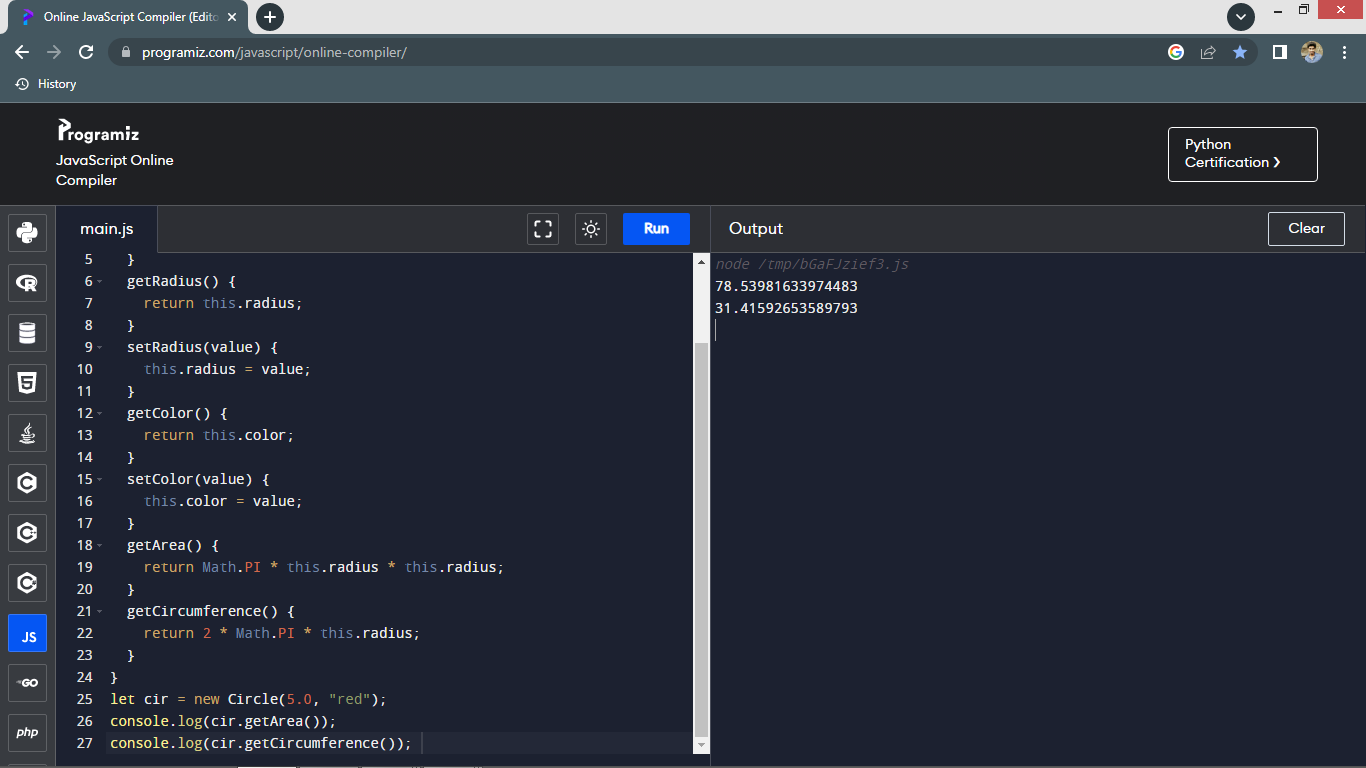 Online JavaScript Compiler (Edito
programiz.com/javascript/online-compiler/
History
Programiz
JavaScript Online
Compiler
Python
Certification ❯
main.js
Run
Output
Clear
5 }
6 getRadius() {
7 return this.radius;
8 }
9 setRadius(value) {
10 this.radius = value;
11 }
12 getColor() {
13 return this.color;
14 }
15 setColor(value) {
16 this.color = value;
17 }
18 getArea() {
19 return Math.PI * this.radius * this.radius;
20 }
21 getCircumference() {
22 return 2 * Math.PI * this.radius;
23 }
24 }
25 let cir = new Circle(5.0, "red");
26 console.log(cir.getArea());
27 console.log(cir.getCircumference());
node /tmp/bGaFJzief3.js
78.53981633974483
31.41592653589793
R
5
C
C
C
JS
GO
php